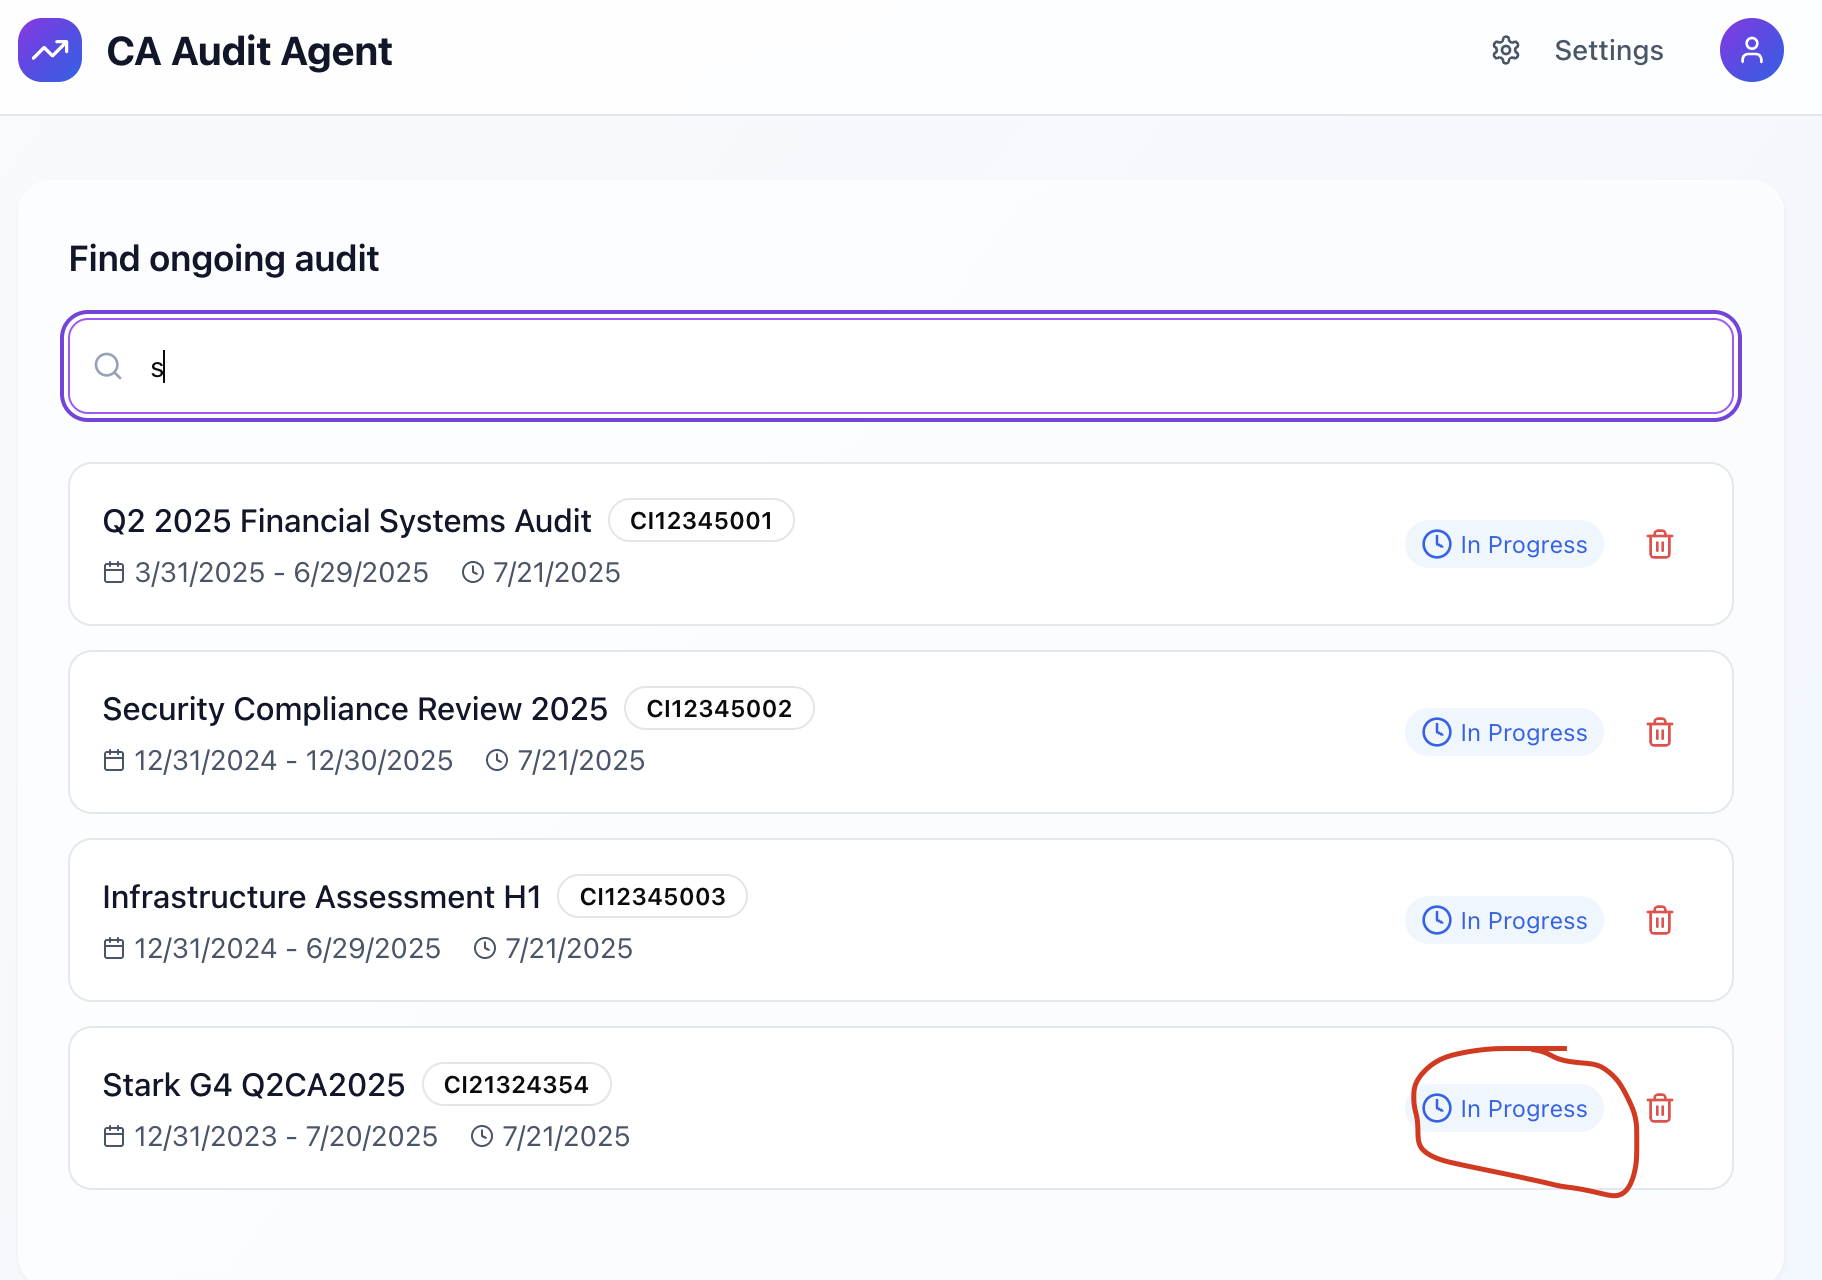 CA Audit Agent
Settings
Find ongoing audit
s
Q2 2025 Financial Systems Audit CI12345001
3/31/2025 - 6/29/2025 7/21/2025
In Progress
Security Compliance Review 2025 CI12345002
12/31/2024 - 12/30/2025 7/21/2025
In Progress
Infrastructure Assessment H1 CI12345003
12/31/2024 - 6/29/2025 7/21/2025
In Progress
Stark G4 Q2CA2025 CI21324354
12/31/2023 - 7/20/2025 7/21/2025
In Progress